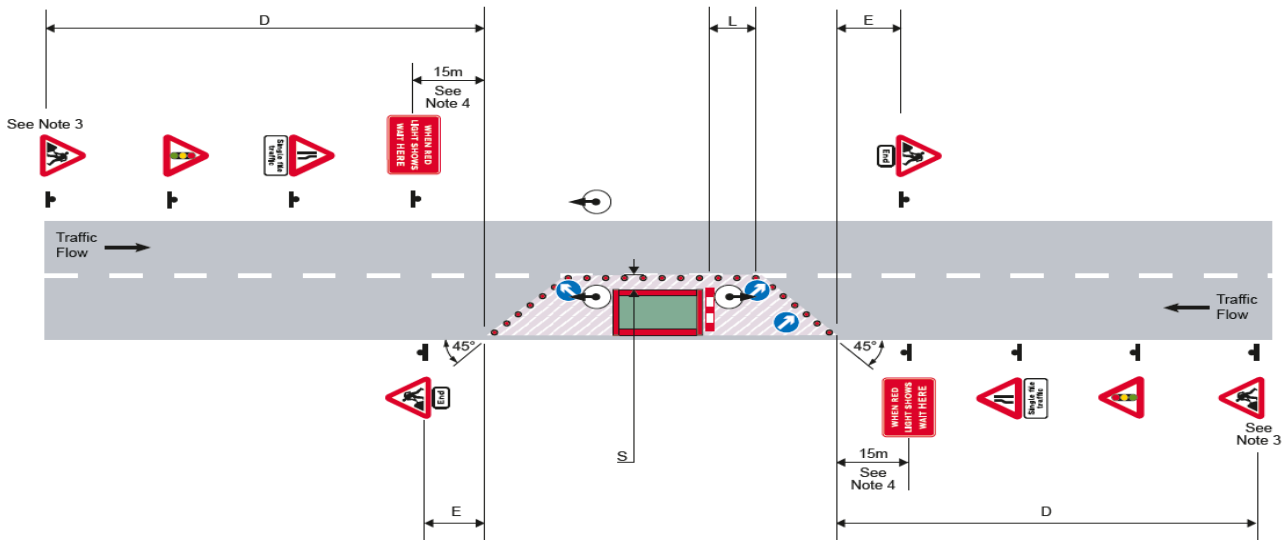 D
E
L
15m
See
Note 4
See Note 3
Single file
traffic
WHEN RED
LIGHT SHOWS
WAIT HERE
End
Traffic
Flow
Traffic
Flow
45°
45°
End
WHEN RED
LIGHT SHOWS
WAIT HERE
Single file
traffic
See
Note 3
S
15m
See
Note 4
E
D